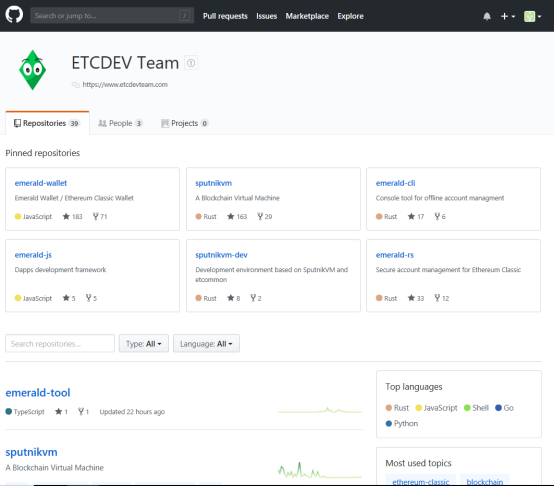 Search or jump to... /
Pull requests Issues Marketplace Explore
ETCDEV Team
https://www.etcdevteam.com
Repositories 39 People 3 Projects 0
Pinned repositories
emerald-wallet
Emerald Wallet / Ethereum Classic Wallet
JavaScript 183 71
sputnikvm
A Blockchain Virtual Machine
Rust 163 29
emerald-cli
Console tool for offline account managment
Rust 17 6
emerald-js
Dapps development framework
JavaScript 5 5
sputnikvm-dev
Development environment based on SputnikVM and
etcommon
Rust 8 2
emerald-rs
Secure account management for Ethereum Classic
Rust 33 12
Search repositories...
Type: All
Language: All
emerald-tool
TypeScript 1 1 Updated 22 hours ago
sputnikvm
A Blockchain Virtual Machine
Top languages
Rust JavaScript Shell Go
Python
Most used topics
ethereum-classic blockchain